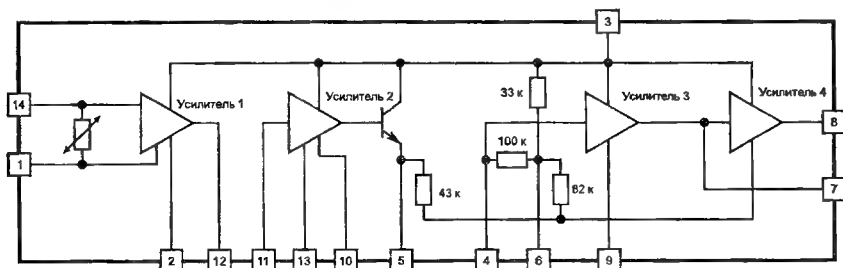 3
Усилитель 1
Усилитель 2
33 к
Усилитель 3
Усилитель 4
14
8
100 к
1
43 к
82 к
7
2
12
11
13
10
5
4
6
9